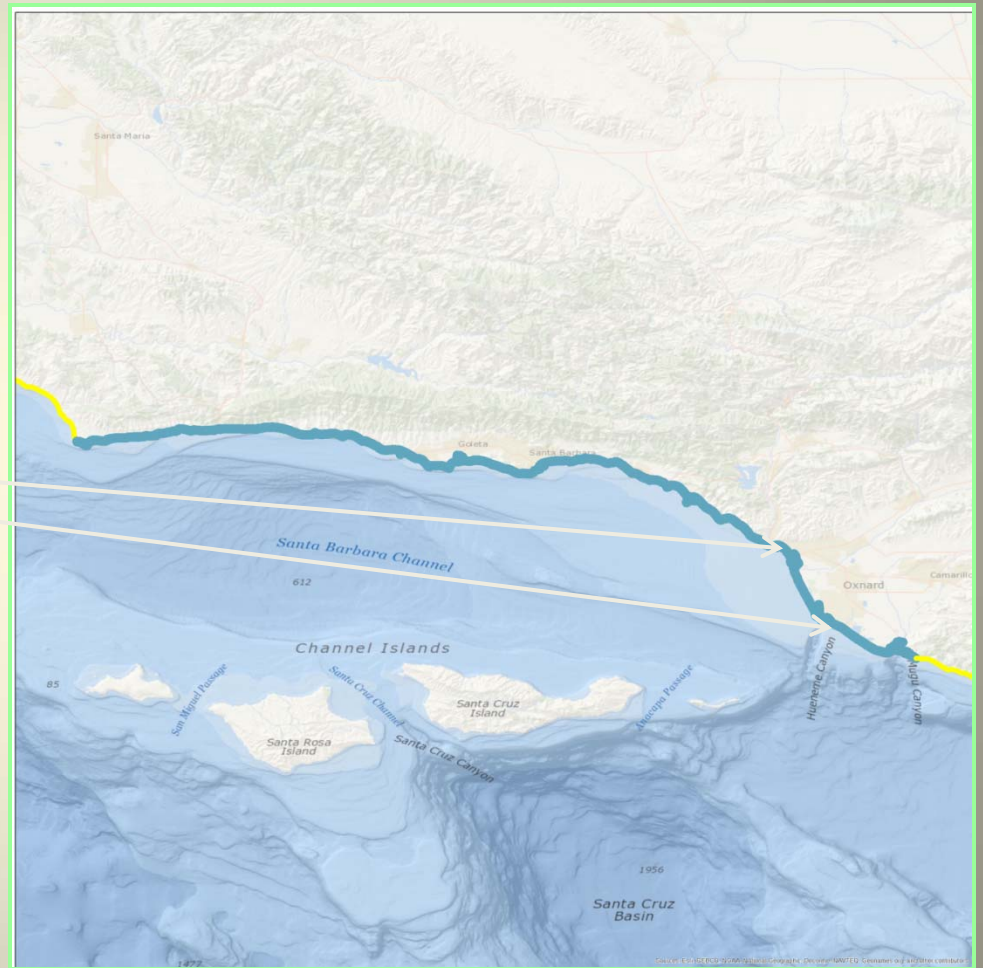 Santa Maria
Goleta
Santa Barbara
Santa Barbara Channel
612
Oxnard
Camarillo
Channel Islands
85
San Miguel Passage
Santa Cruz Channel
Santa Cruz
Island
Anacapa Passage
Hueneme Canyon
Mugu Canyon
Santa Rosa
Island
Santa Cruz Canyon
1956
Santa Cruz
Basin
1477